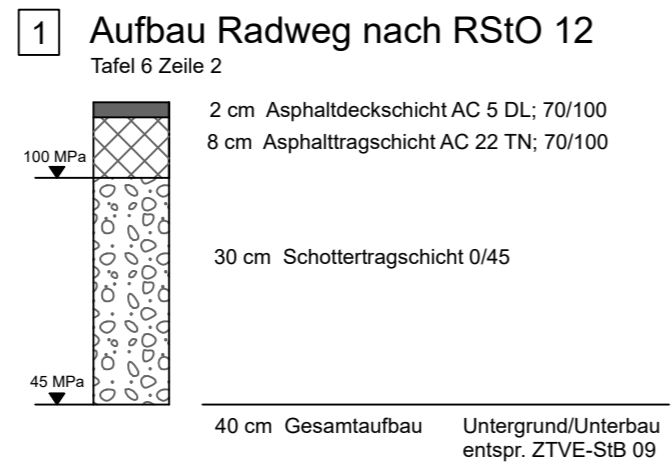 1 Aufbau Radweg nach RStO 12
Tafel 6 Zeile 2
2 cm Asphaltdeckschicht AC 5 DL; 70/100
8 cm Asphalttragschicht AC 22 TN; 70/100
100 MPa
30 cm Schottertragschicht 0/45
45 MPa
40 cm Gesamtaufbau Untergrund/Unterbau
entspr. ZTVE-StB 09